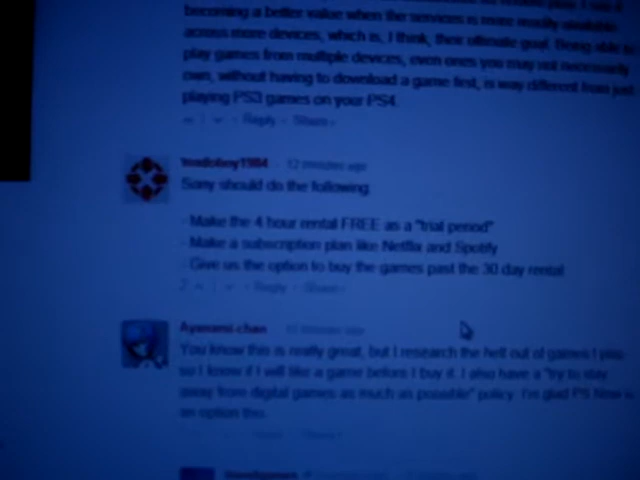 becoming a better value when the services is more readily available
across more devices, which is, I think, their ultimate goal. Being able to
play games from multiple devices, even ones you may not necessarily
own, without having to download a game first, is way different from just
playing PS3 games on your PS4.
Reply Share ›
12 minutes ago
Sony should do the following:
- Make the 4 hour rental FREE as a "trial period"
- Make a subscription plan like Netflix and Spotify
- Give us the option to buy the games past the 30 day rental
2 Reply Share ›
Ayanami-chan minutes ago
You know this is really great, but I research the hell out of games I play
so I know if I will like a game before I buy it. I also have a "try to stay
away from digital games as much as possible" policy. I'm glad PS Now is
an option tho.